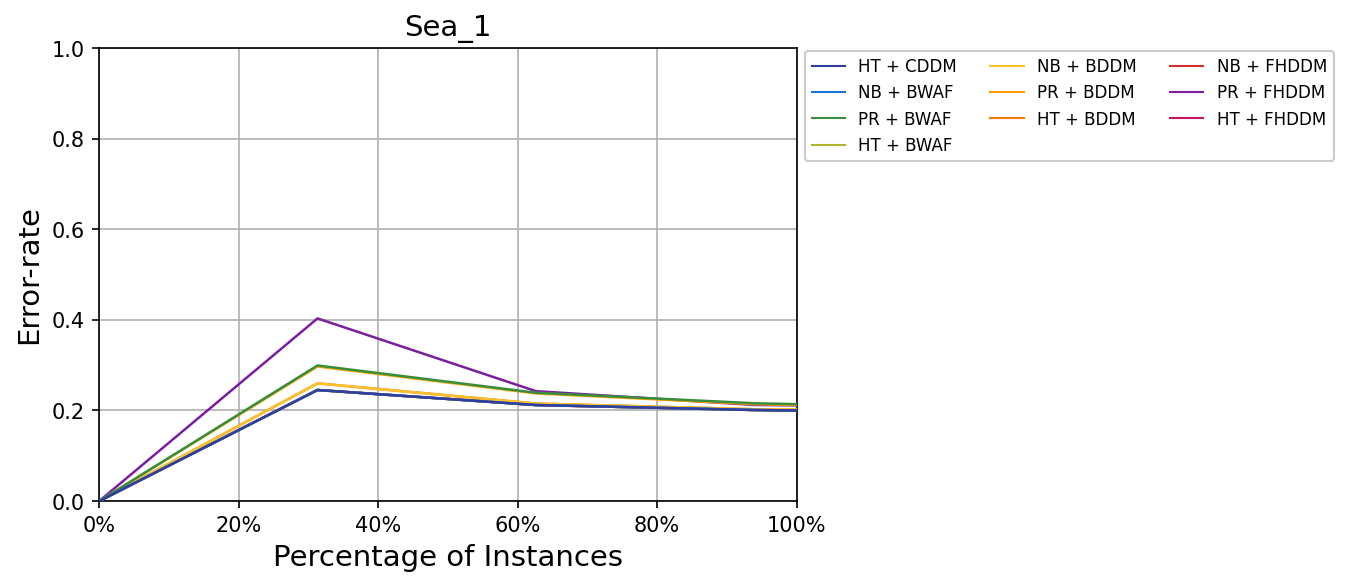 Sea_1
Error-rate
1.0
0.8
0.6
0.4
0.2
0.0
0% 20% 40% 60% 80% 100%
Percentage of Instances
HT + CDDM NB + BDDM NB + FHDDM
NB + BWAF PR + BDDM PR + FHDDM
PR + BWAF HT + BDDM HT + FHDDM
HT + BWAF